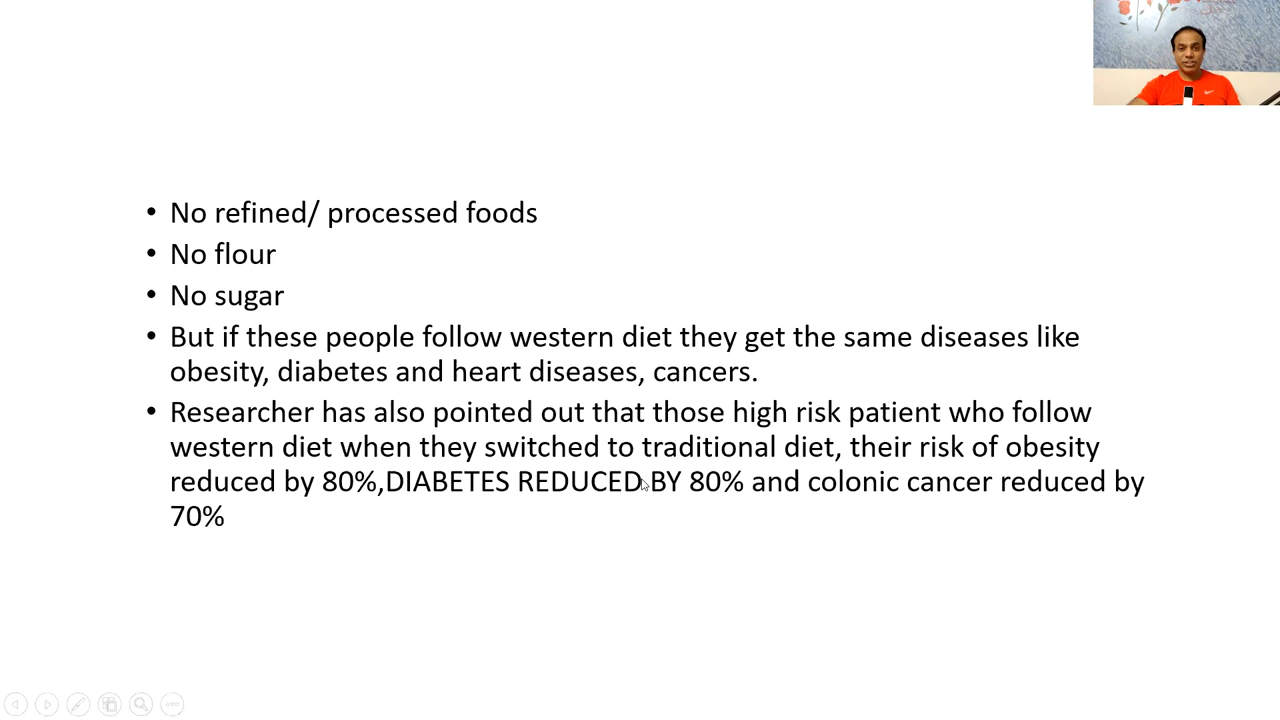 • No refined/ processed foods
• No flour
• No sugar
• But if these people follow western diet they get the same diseases like
obesity, diabetes and heart diseases, cancers.
• Researcher has also pointed out that those high risk patient who follow
western diet when they switched to traditional diet, their risk of obesity
reduced by 80%,DIABETES REDUCED BY 80% and colonic cancer reduced by
70%